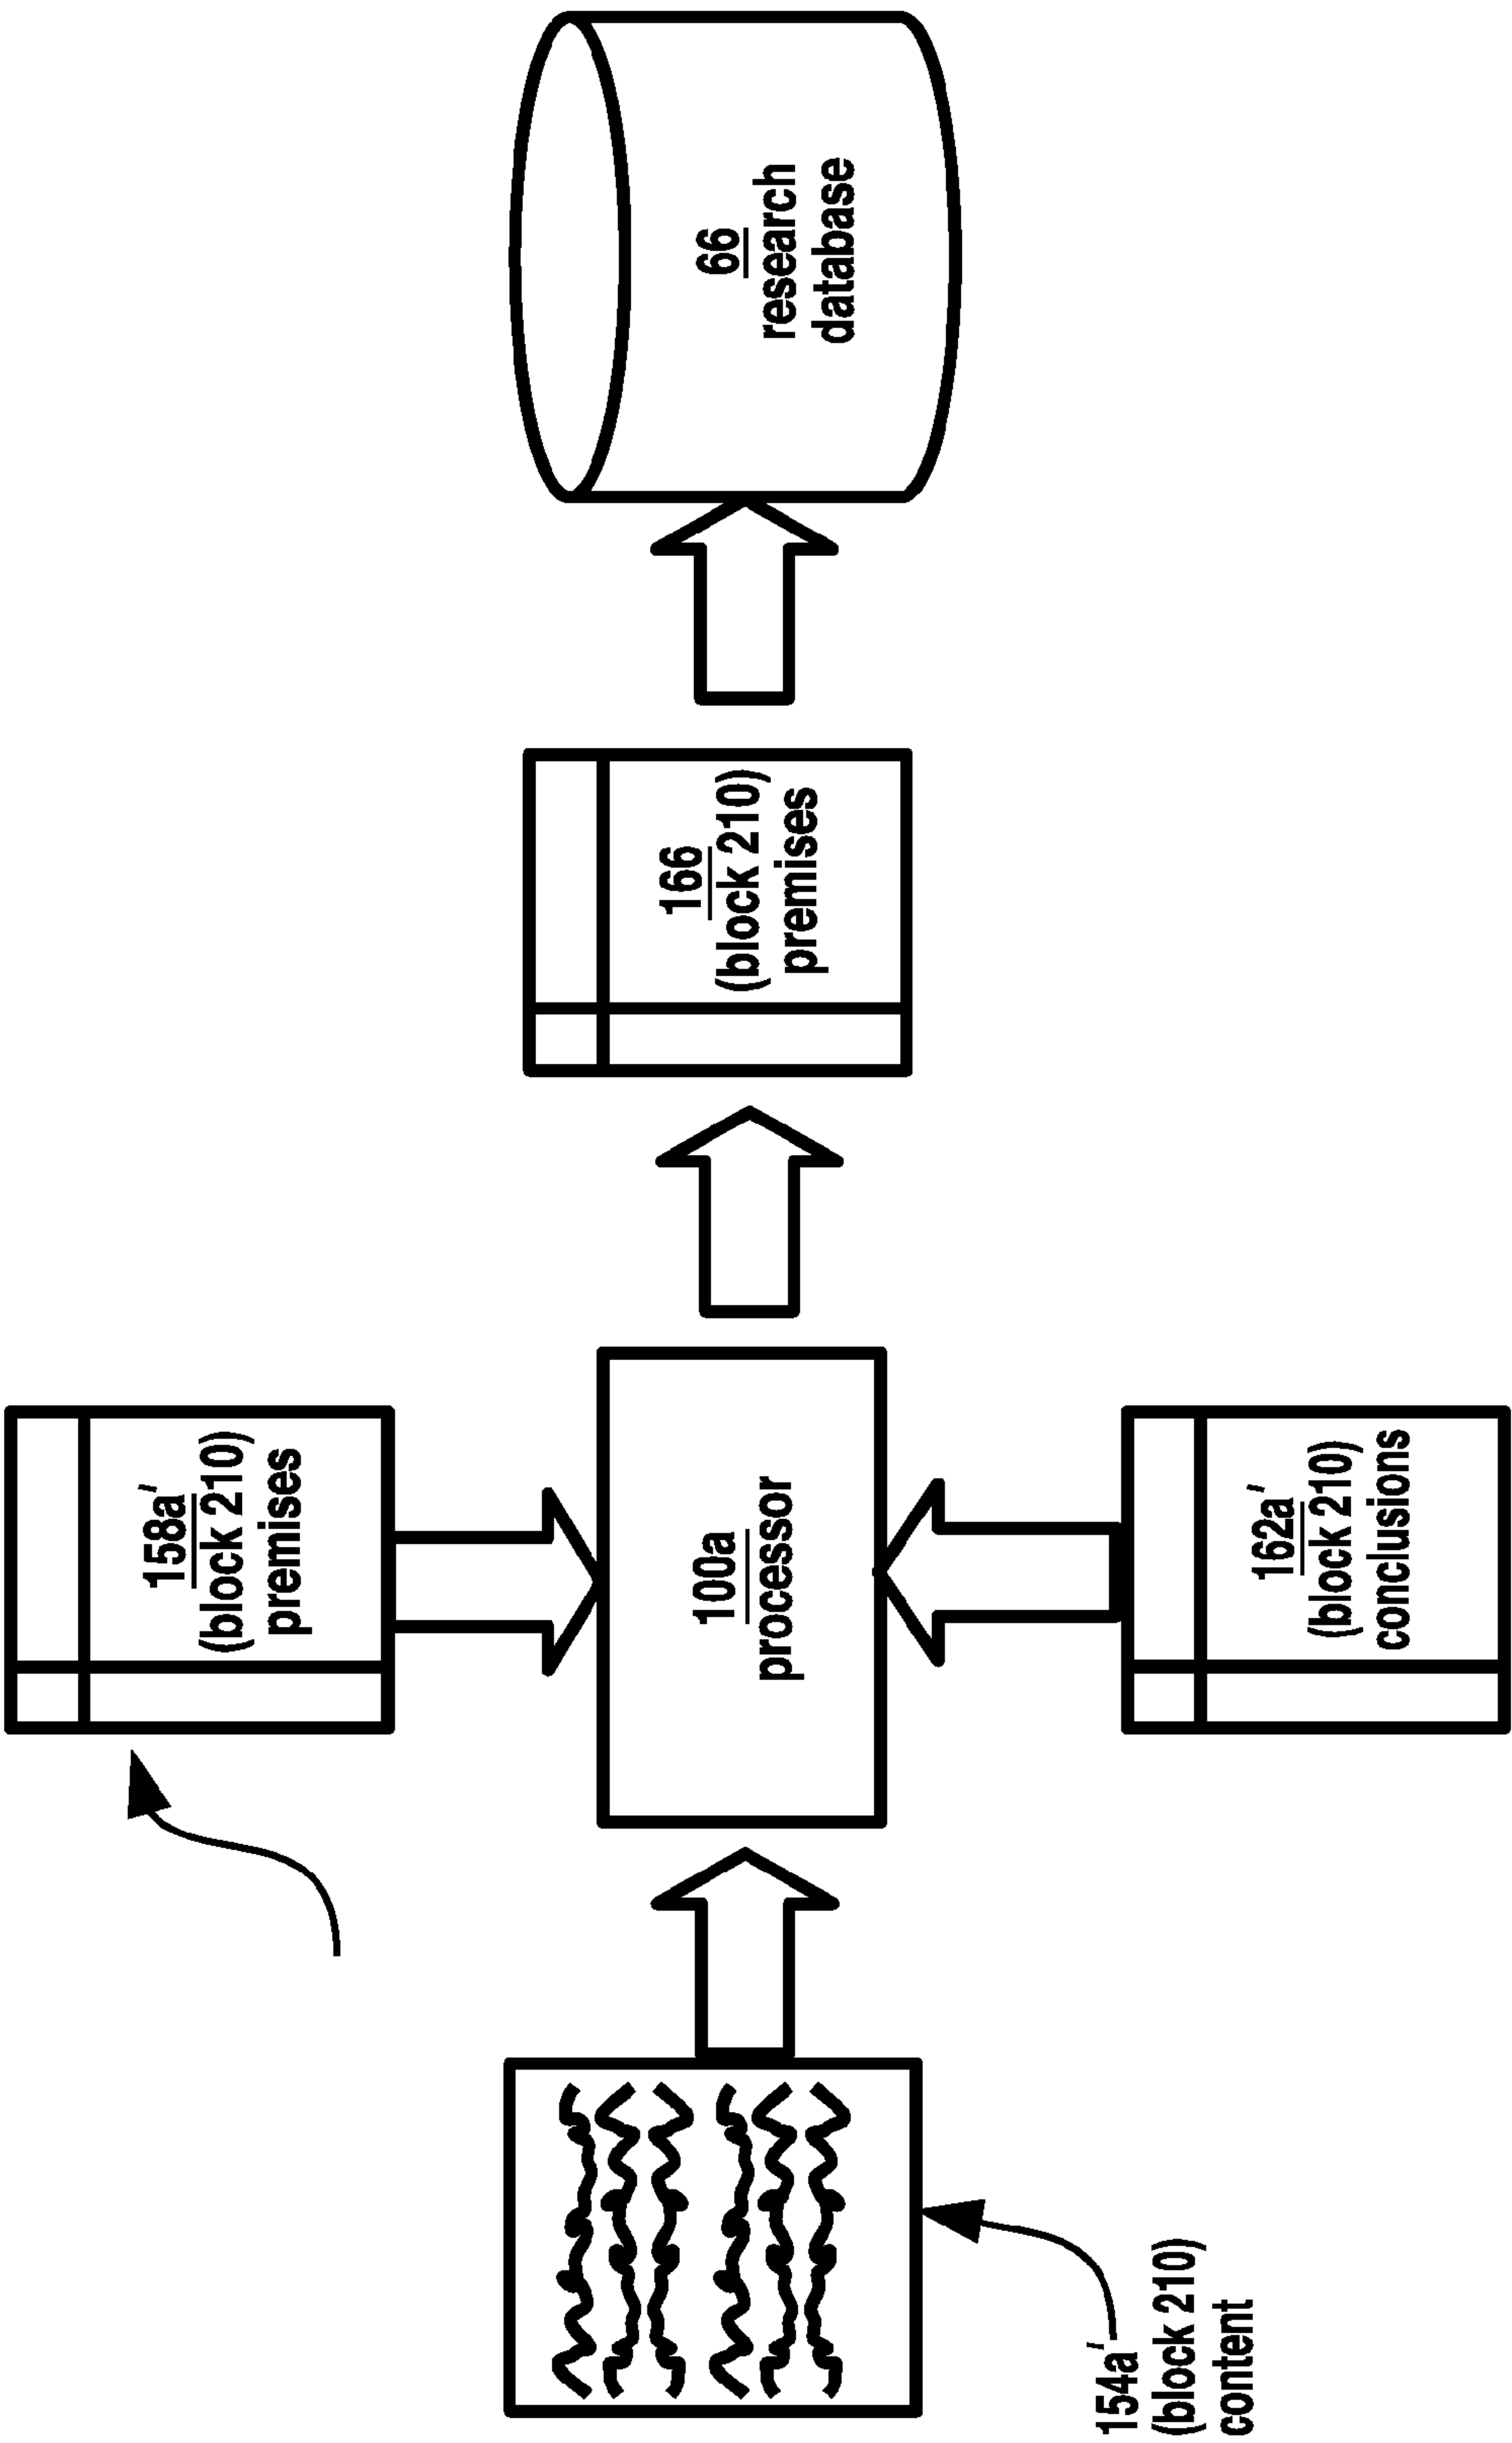 158a'
(block 210)
premises
154a'
(block 210)
content
100a
processor
166
(block 210)
premises
66
research
database
162a'
(block 210)
conclusions